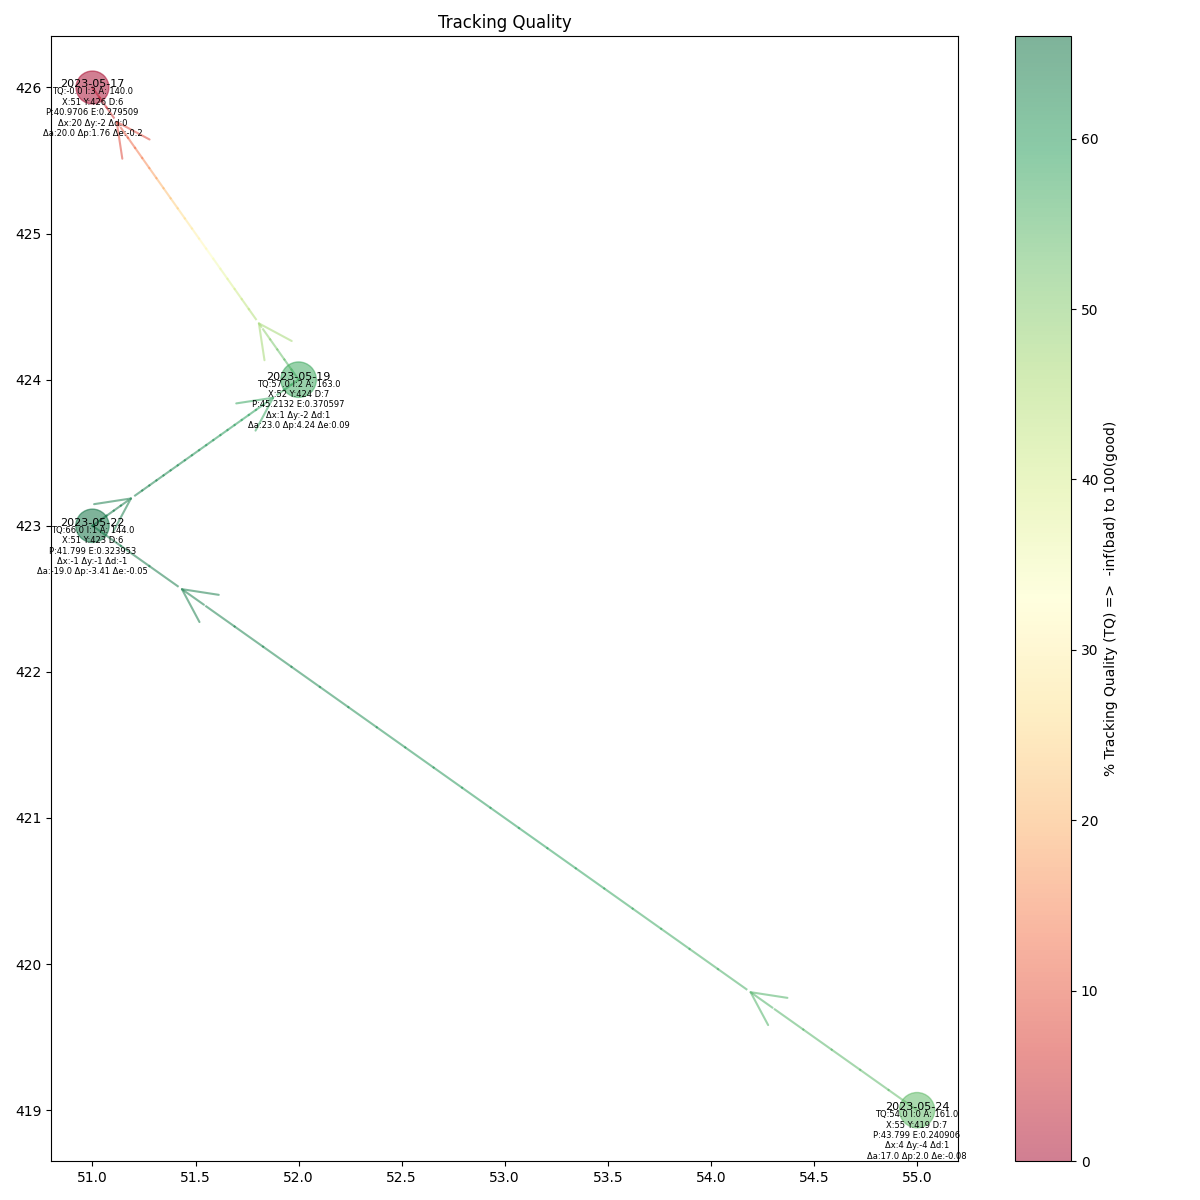 Tracking Quality
2023-05-17
TQ:-0.0 I:3 A: 140.0
X:51 Y:426 D:6
P:40.9706 E:0.279509
Δx:20 Δy:-2 Δd:0
Δa:20.0 Δp:1.76 Δe:-0.2
2023-05-19
TQ:57.0 I:2 A: 163.0
X:52 Y:424 D:7
P:45.2132 E:0.370597
Δx:1 Δy:-2 Δd:1
Δa:23.0 Δp:4.24 Δe:0.09
2023-05-22
TQ:66.0 I:1 A: 144.0
X:51 Y:423 D:6
P:41.799 E:0.323953
Δx:-1 Δy:-1 Δd:-1
Δa:-19.0 Δp:-3.41 Δe:-0.05
2023-05-24
TQ:54.0 I:0 A: 161.0
X:55 Y:419 D:7
P:43.799 E:0.240906
Δx:4 Δy:-4 Δd:1
Δa:17.0 Δp:2.0 Δe:-0.08
426
425
424
423
422
421
420
419
51.0 51.5 52.0 52.5 53.0 53.5 54.0 54.5 55.0
60
50
40
30
20
10
0
% Tracking Quality (TQ) => -inf(bad) to 100(good)